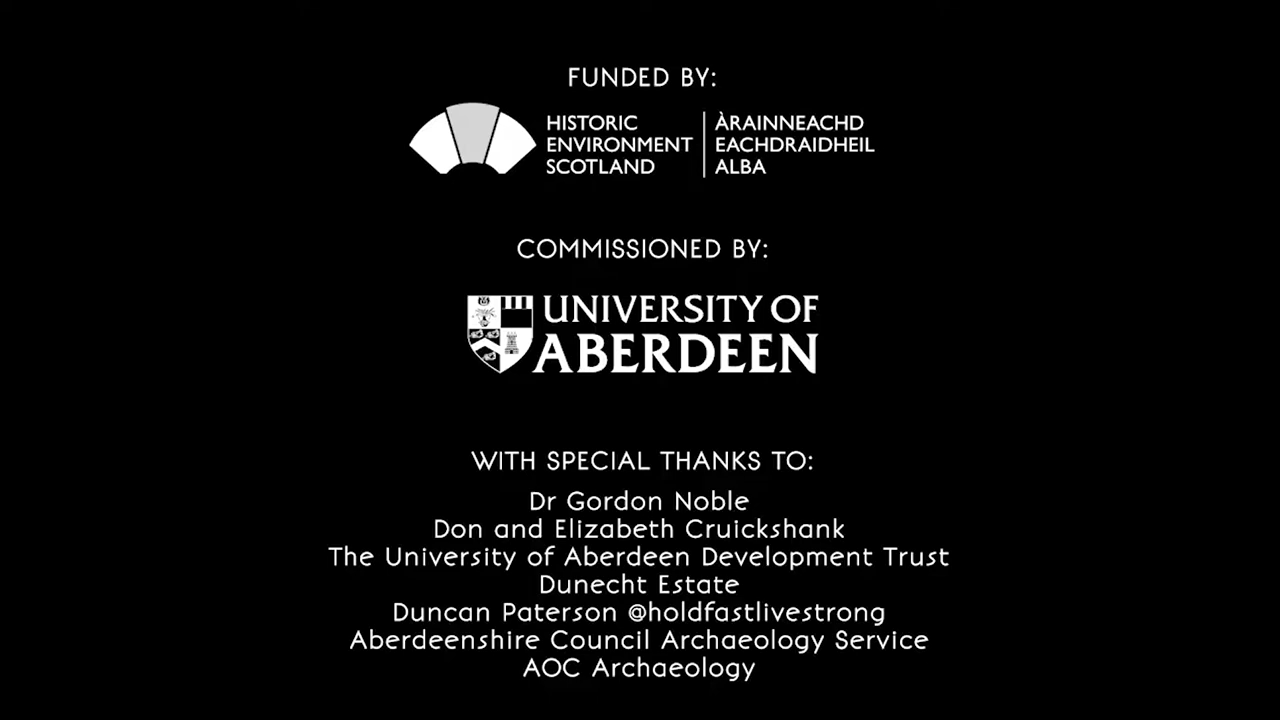 FUNDED BY:
HISTORIC
ENVIRONMENT
SCOTLAND
ÀRAINNEACHD
EACHDRAIDHEIL
ALBA
COMMISSIONED BY:
UNIVERSITY OF
ABERDEEN
WITH SPECIAL THANKS TO:
Dr Gordon Noble
Don and Elizabeth Cruickshank
The University of Aberdeen Development Trust
Dunecht Estate
Duncan Paterson @holdfastlivestrong
Aberdeenshire Council Archaeology Service
AOC Archaeology